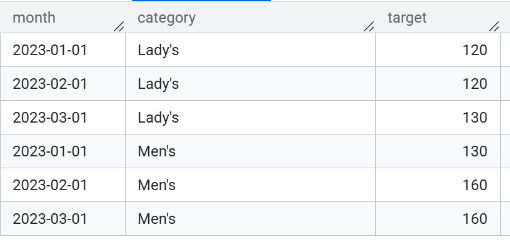 month category target
2023-01-01 Lady's 120
2023-02-01 Lady's 120
2023-03-01 Lady's 130
2023-01-01 Men's 130
2023-02-01 Men's 160
2023-03-01 Men's 160